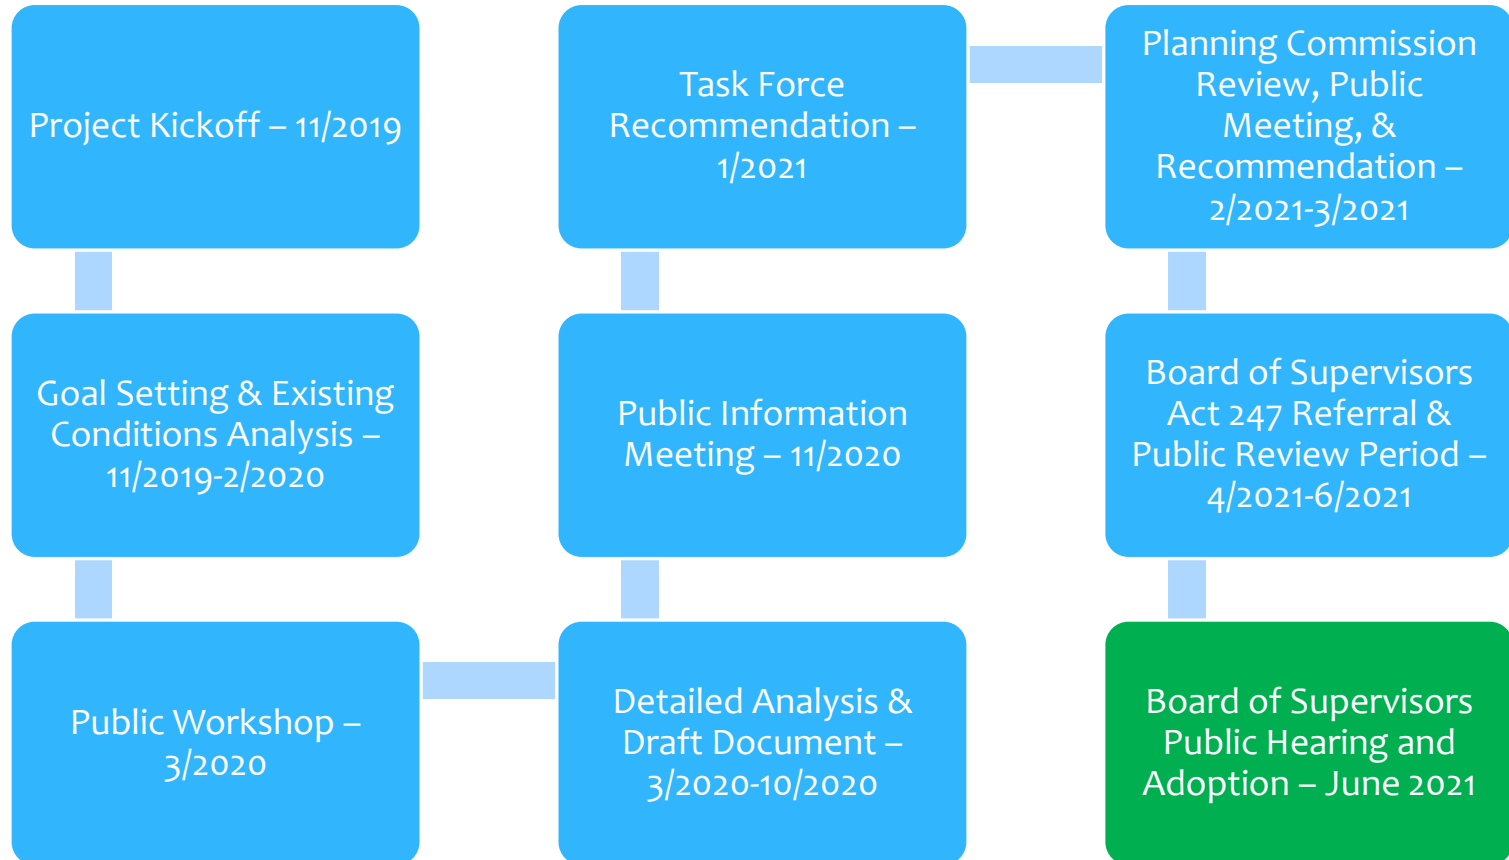 Project Kickoff – 11/2019
Goal Setting & Existing
Conditions Analysis –
11/2019-2/2020
Public Workshop –
3/2020
Detailed Analysis &
Draft Document –
3/2020-10/2020
Public Information
Meeting – 11/2020
Task Force
Recommendation –
1/2021
Planning Commission
Review, Public
Meeting, &
Recommendation –
2/2021-3/2021
Board of Supervisors
Act 247 Referral &
Public Review Period –
4/2021-6/2021
Board of Supervisors
Public Hearing and
Adoption – June 2021